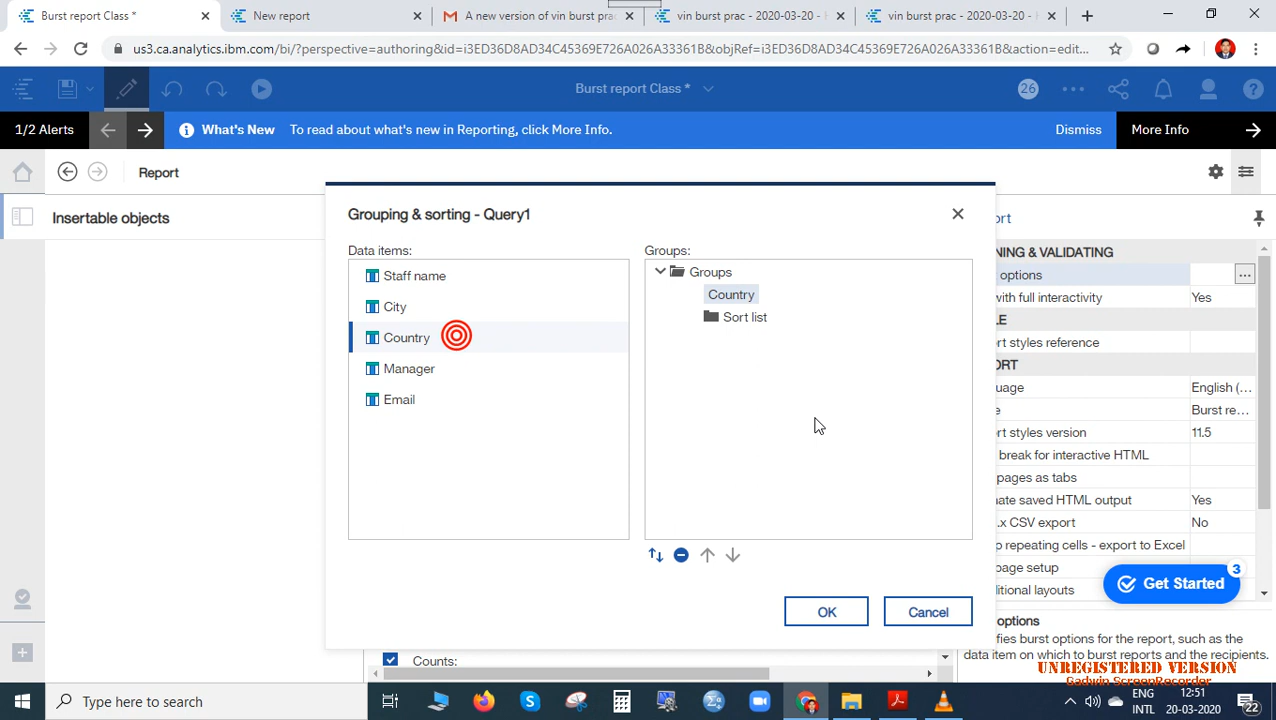 Burst report Class *
New report
A new version of vin burst pra
vin burst prac - 2020-03-20 - H
vin burst prac - 2020-03-20 - H
us3.ca.analytics.ibm.com/bi/?perspective=authoring&id=i3ED36D8AD34C45369E726A026A33361B&objRef=i3ED36D8AD34C45369E726A026A33361B&action=edit...
Burst report Class *
26
1/2 Alerts
What's New To read about what's new in Reporting, click More Info.
Dismiss
More Info
Report
Insertable objects
Grouping & sorting - Query1
Data items:
Staff name
City
Country
Manager
Email
Groups:
Groups
Country
Sort list
OK
Cancel
Counts:
ort
NING & VALIDATING
options
...
with full interactivity Yes
LE
ort styles reference
ORT
uage English (...
e Burst re...
ort styles version 11.5
break for interactive HTML
pages as tabs
ate saved HTML output Yes
.x CSV export No
p repeating cells - export to Excel
page setup
ditional layouts
Get Started
3
options
ifies burst options for the report, such as the
data item on which to burst reports and the recipients.
UNREGISTERED VERSION
Gadwin ScreenRecorder
Type here to search
ENG
INTL
12:51
20-03-2020
22